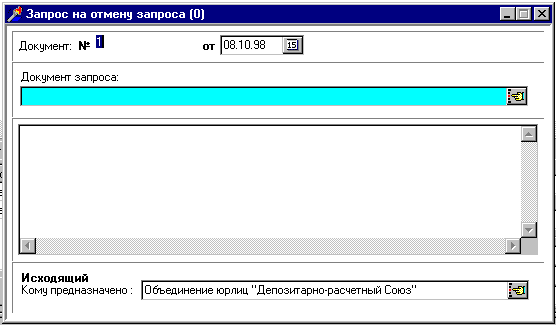 Запрос на отмену запроса (0)
Документ: № 1 от 08.10.98 15
Документ запроса:
Исходящий
Кому предназначено : Объединение юрлиц "Депозитарно-расчетный Союз"